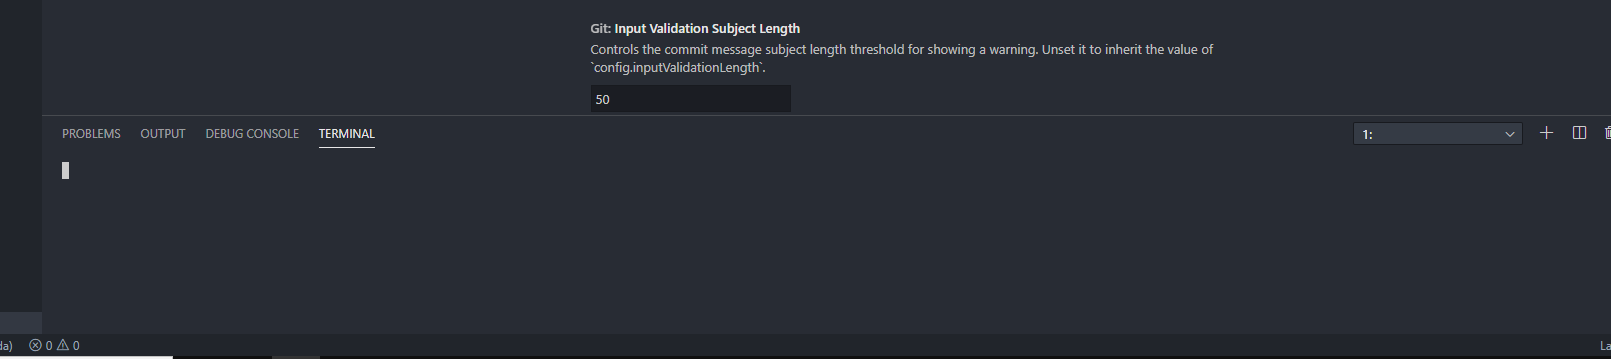 Git: Input Validation Subject Length
Controls the commit message subject length threshold for showing a warning. Unset it to inherit the value of
`config.inputValidationLength`.
50
PROBLEMS OUTPUT DEBUG CONSOLE TERMINAL 1:
da) 0 0 La